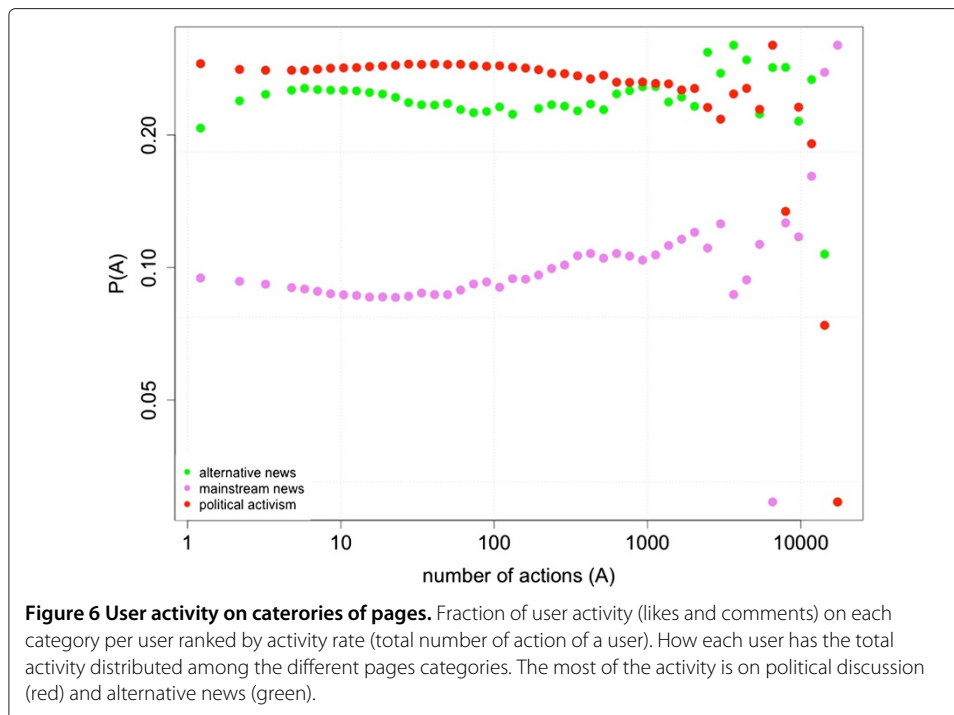 0.20
0.10
0.05
P(A)
alternative news
mainstream news
political activism
1 10 100 1000 10000
number of actions (A)
Figure 6 User activity on caterories of pages. Fraction of user activity (likes and comments) on each
category per user ranked by activity rate (total number of action of a user). How each user has the total
activity distributed among the different pages categories. The most of the activity is on political discussion
(red) and alternative news (green).